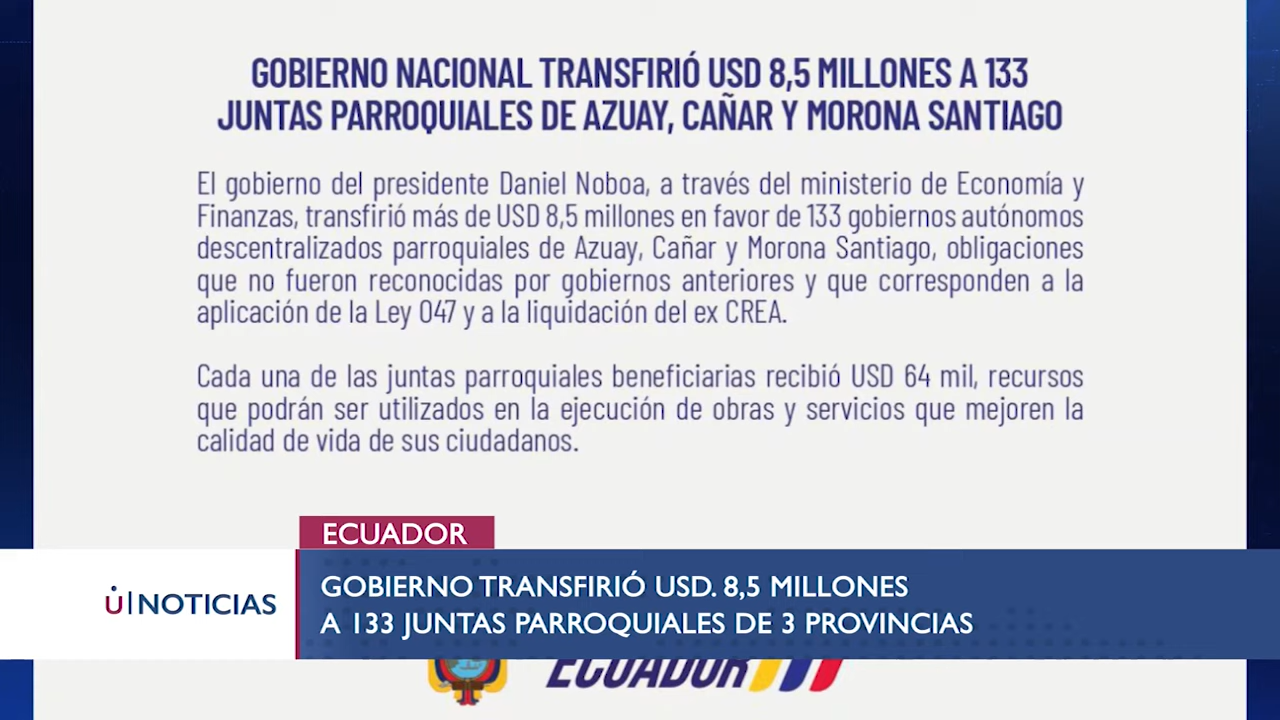 GOBIERNO NACIONAL TRANSFIRIÓ USD 8,5 MILLONES A 133
JUNTAS PARROQUIALES DE AZUAY, CAÑAR Y MORONA SANTIAGO
El gobierno del presidente Daniel Noboa, a través del ministerio de Economía y
Finanzas, transfirió más de USD 8,5 millones en favor de 133 gobiernos autónomos
descentralizados parroquiales de Azuay, Cañar y Morona Santiago, obligaciones
que no fueron reconocidas por gobiernos anteriores y que corresponden a la
aplicación de la Ley 047 y a la liquidación del ex CREA.
Cada una de las juntas parroquiales beneficiarias recibió USD 64 mil, recursos
que podrán ser utilizados en la ejecución de obras y servicios que mejoren la
calidad de vida de sus ciudadanos.
ECUADOR
GOBIERNO TRANSFIRIÓ USD. 8,5 MILLONES
A 133 JUNTAS PARROQUIALES DE 3 PROVINCIAS
U|NOTICIAS
ECUADOR